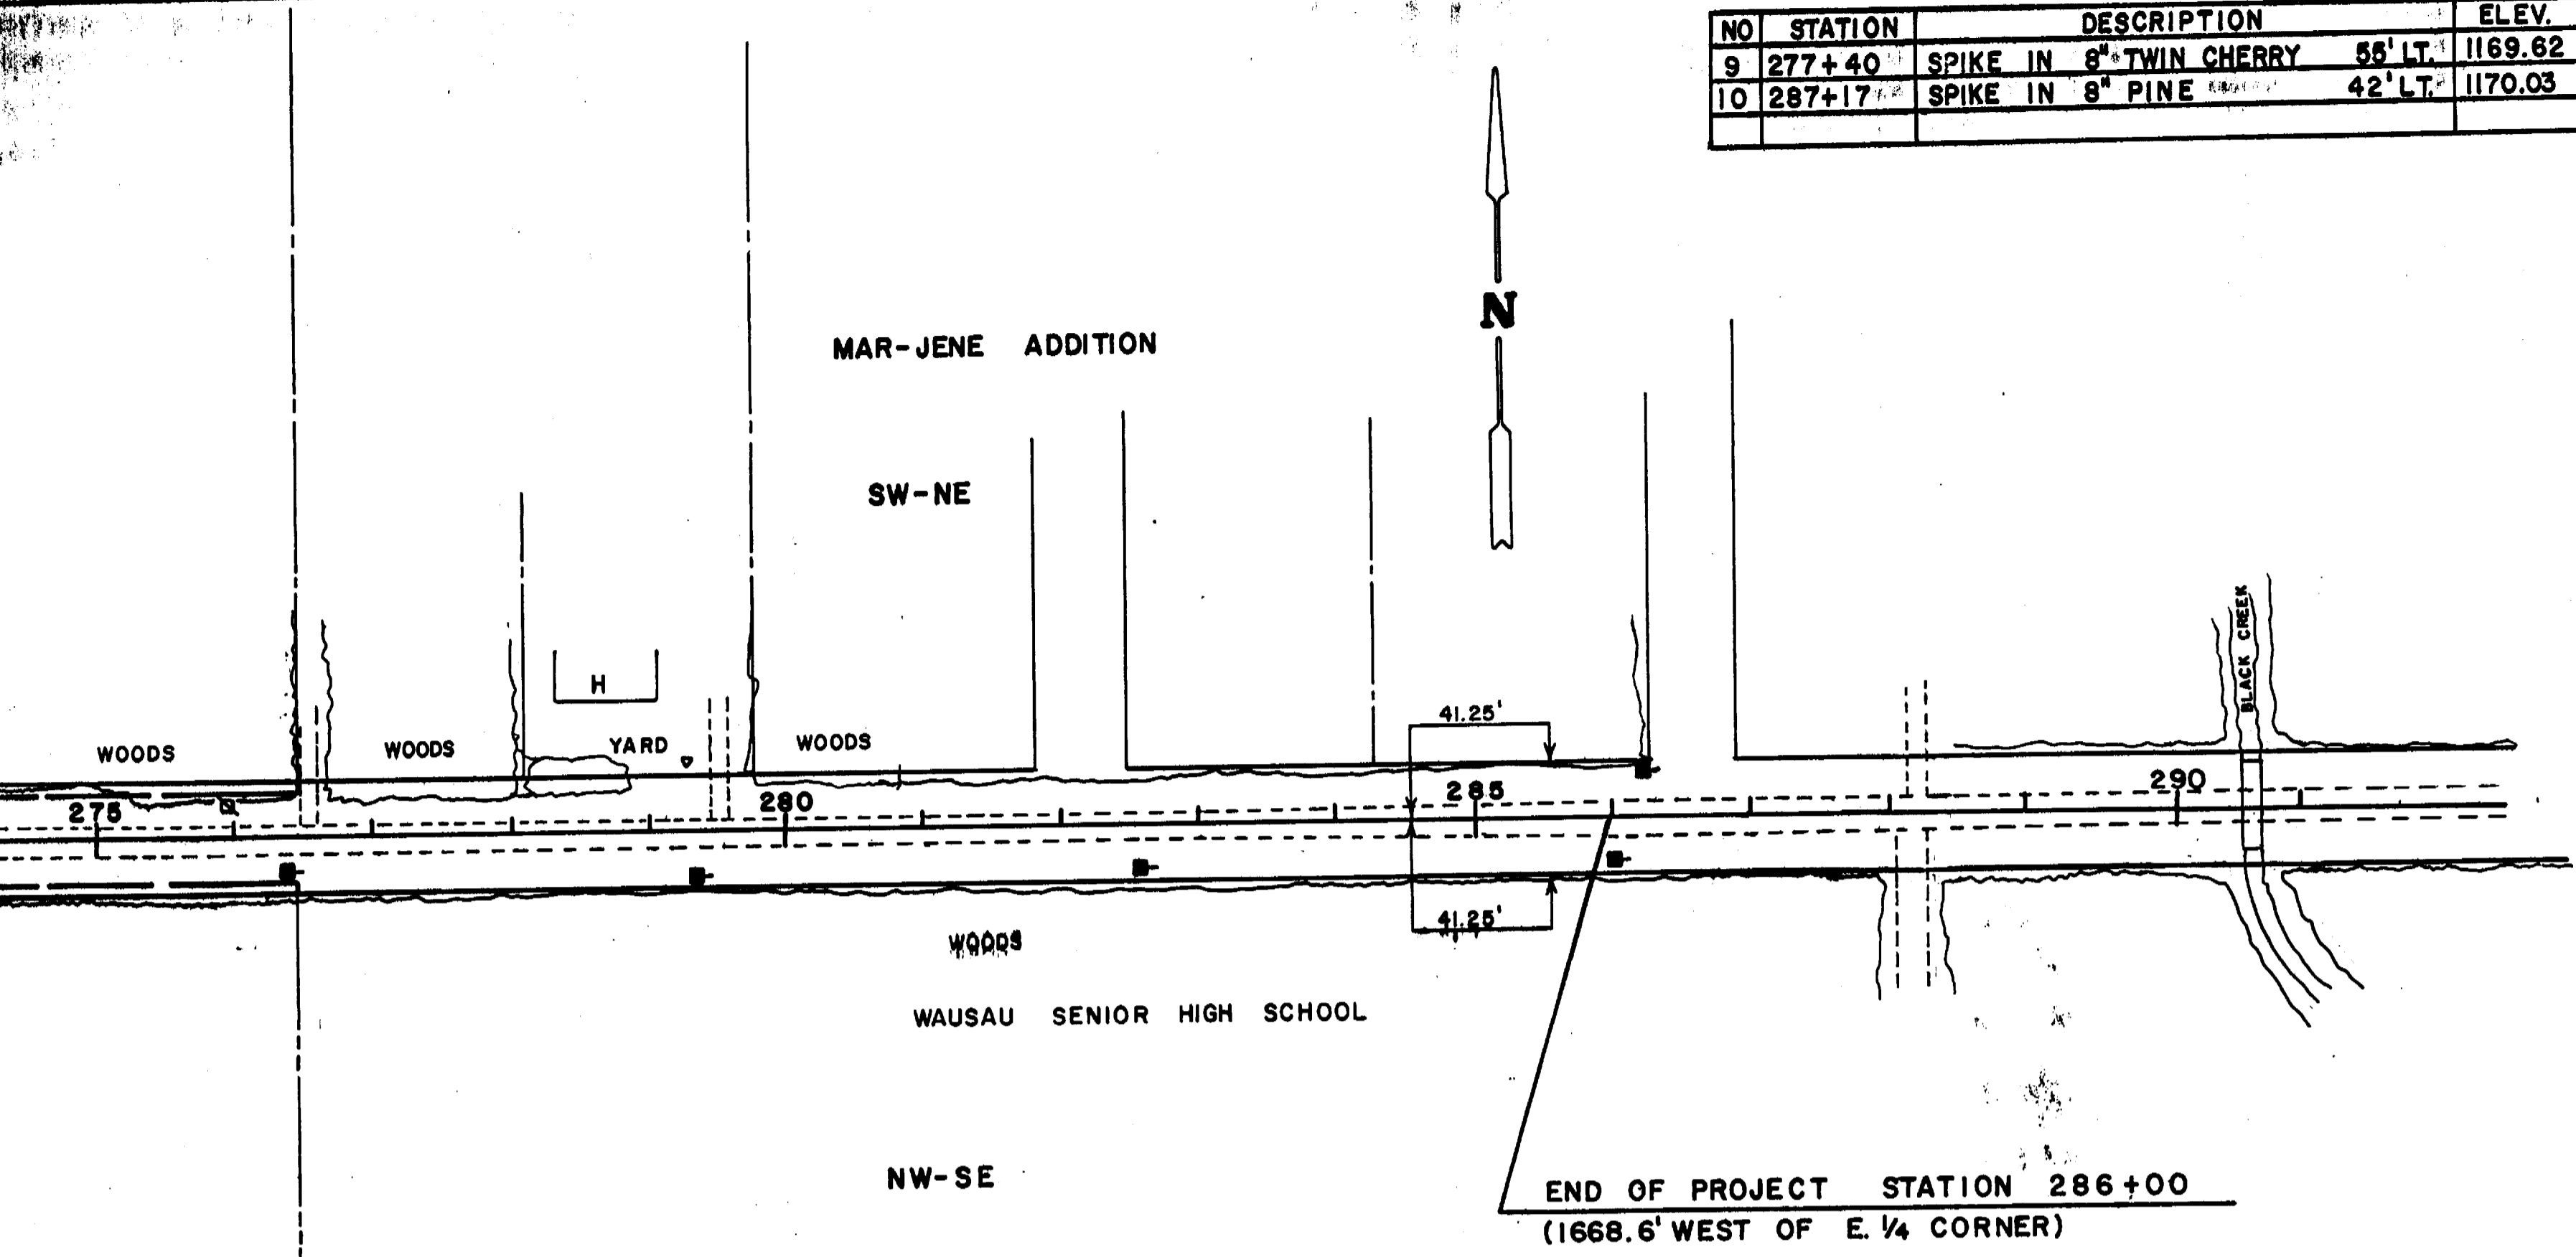 NO STATION DESCRIPTION ELEV.
9 277+40 SPIKE IN 8" TWIN CHERRY 55' LT. 1169.62
10 287+17 SPIKE IN 8" PINE 42' LT. 1170.03
N
MAR-JENE ADDITION
SW-NE
BLACK CREEK
H
WOODS
WOODS
YARD
WOODS
41.25'
275
280
285
290
41.25'
WOODS
WAUSAU SENIOR HIGH SCHOOL
NW-SE
END OF PROJECT STATION 286+00
(1668.6' WEST OF E. 1/4 CORNER)